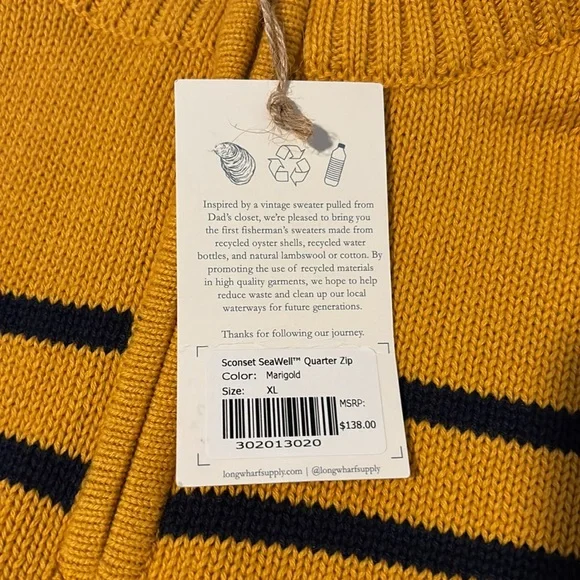 Inspired by a vintage sweater pulled from
Dad's closet, we're pleased to bring you
the first fisherman's sweaters made from
recycled oyster shells, recycled water
bottles, and natural lambswool or cotton. By
promoting the use of recycled materials
in high quality garments, we hope to help
reduce waste and clean up our local
waterways for future generations.
Thanks for following our journey.
Sconset SeaWell™ Quarter Zip
Color: Marigold
Size: XL
MSRP:
$138.00
302013020
longwharfsupply.com | @longwharfsupply